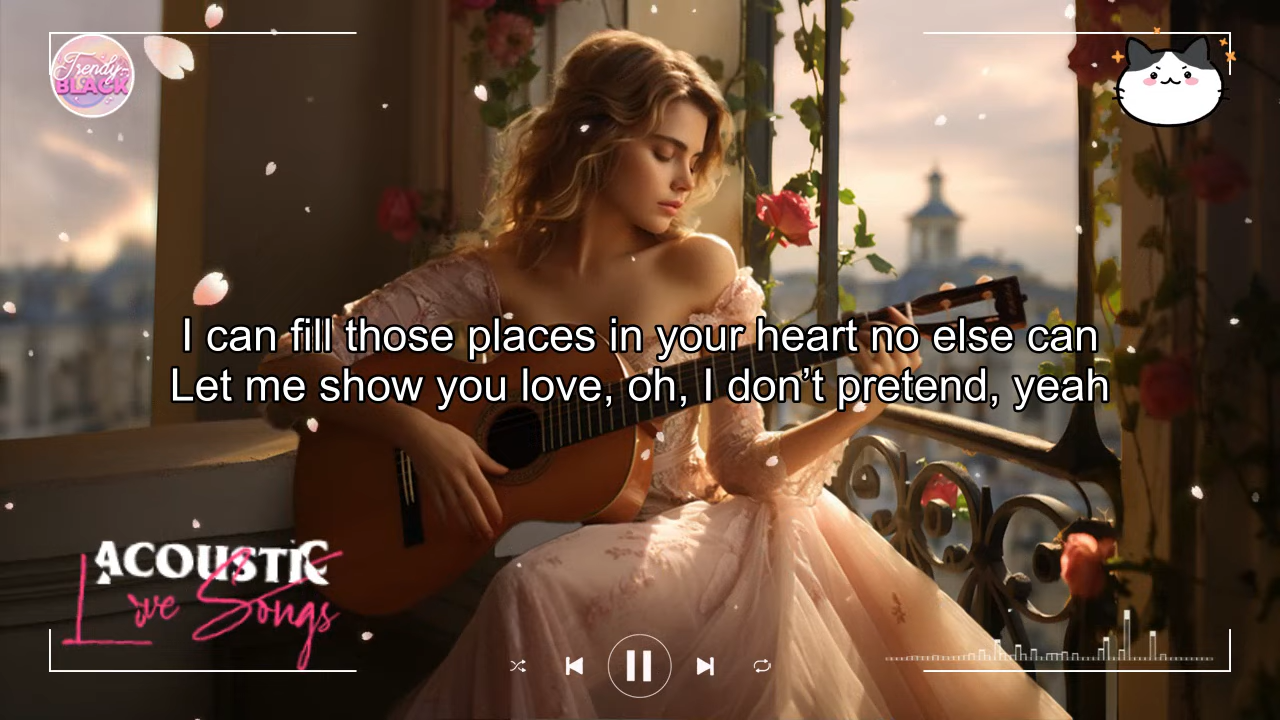 Trendy
BLACK
I can fill those places in your heart no else can
Let me show you love, oh, I don’t pretend, yeah
ACOUSTIC
Love Songs